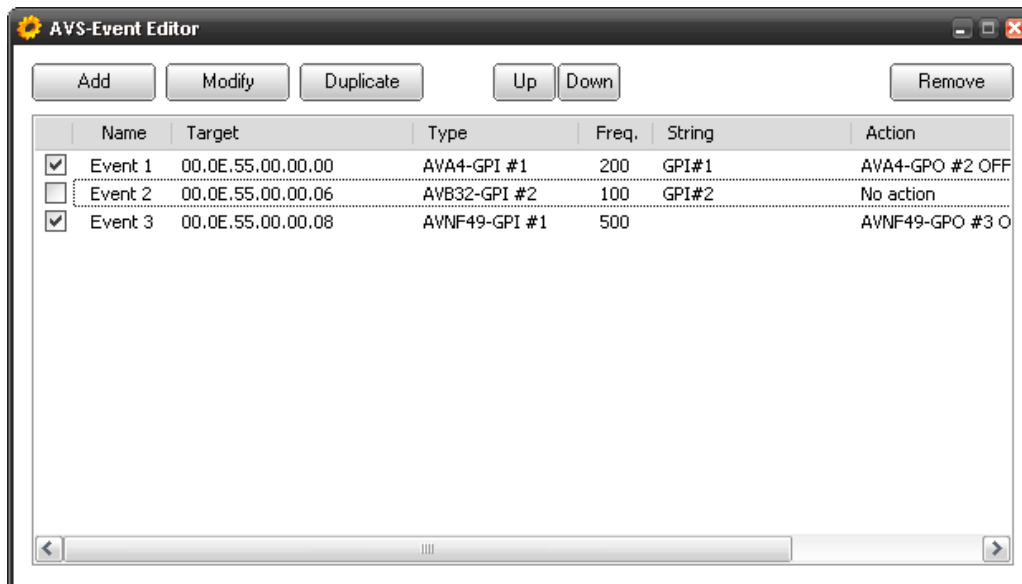 AVS-Event Editor
Add Modify Duplicate Up Down Remove
Name Target Type Freq. String Action
Event 1 00.0E.55.00.00.00 AVA4-GPI #1 200 GPI#1 AVA4-GPO #2 OFF
Event 2 00.0E.55.00.00.06 AVB32-GPI #2 100 GPI#2 No action
Event 3 00.0E.55.00.00.08 AVNF49-GPI #1 500 AVNF49-GPO #3 O